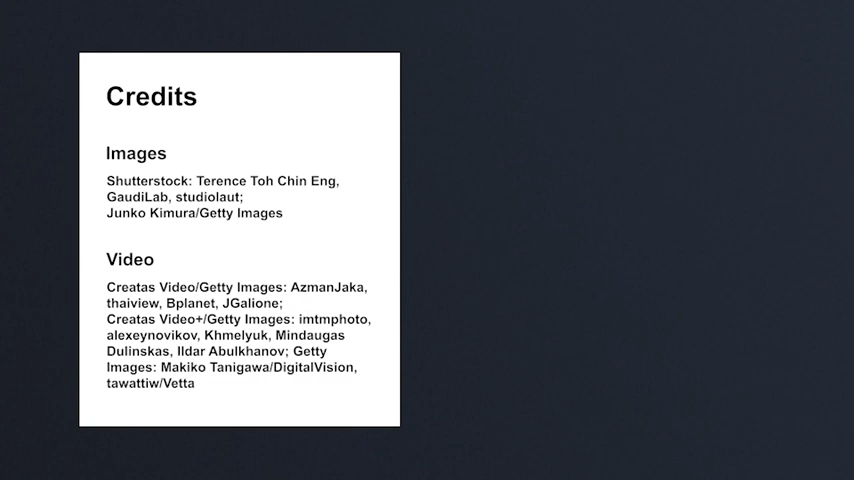 Credits
Images
Shutterstock: Terence Toh Chin Eng,
GaudiLab, studiolaut;
Junko Kimura/Getty Images
Video
Creatas Video/Getty Images: AzmanJaka,
thaiview, Bplanet, JGalione;
Creatas Video+/Getty Images: imtmphoto,
alexeynovikov, Khmelyuk, Mindaugas
Dulinskas, Ildar Abulkhanov; Getty
Images: Makiko Tanigawa/DigitalVision,
tawattiw/Vetta